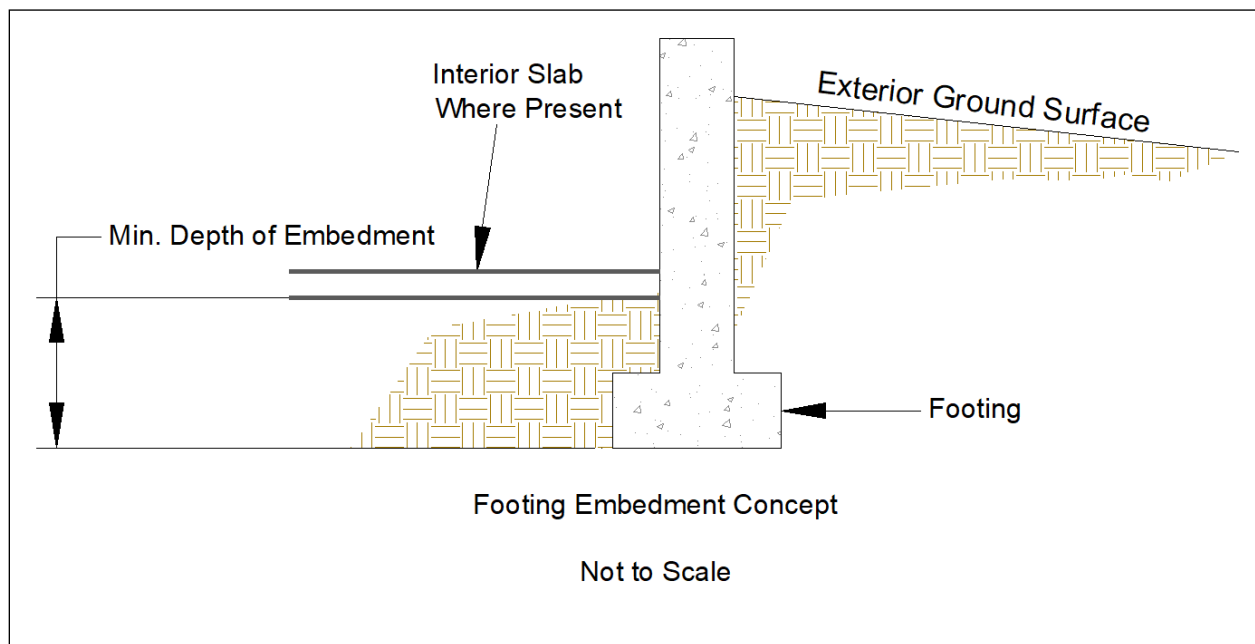 Interior Slab
Where Present
Exterior Ground Surface
Min. Depth of Embedment
Footing
Footing Embedment Concept
Not to Scale